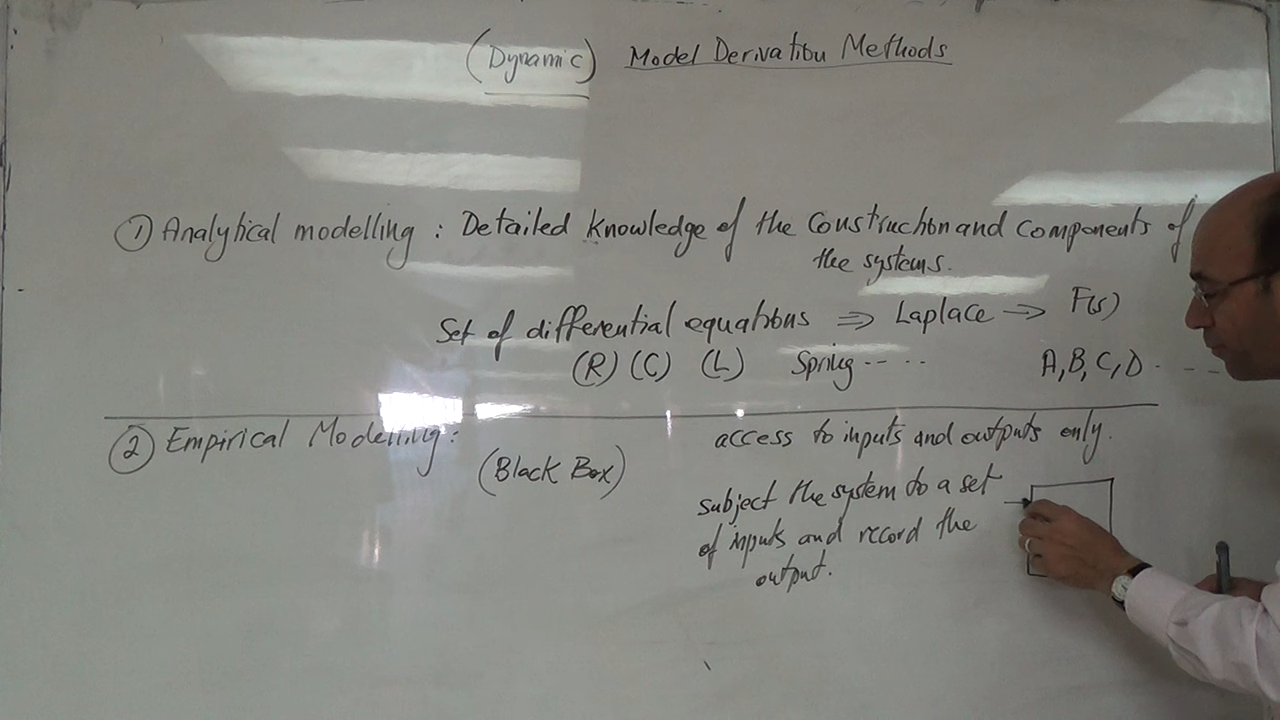 (Dynamic) Model Derivation Methods
① Analytical modelling : Detailed knowledge of the Construction and components of
the systems.
Set of differential equations ⇒ Laplace → F(s)
(R) (C) (L) Spring - - - - A, B, C, D - - - -
② Empirical Modelling : access to inputs and outputs only.
(Black Box)
subject the system to a set
of inputs and record the
output.